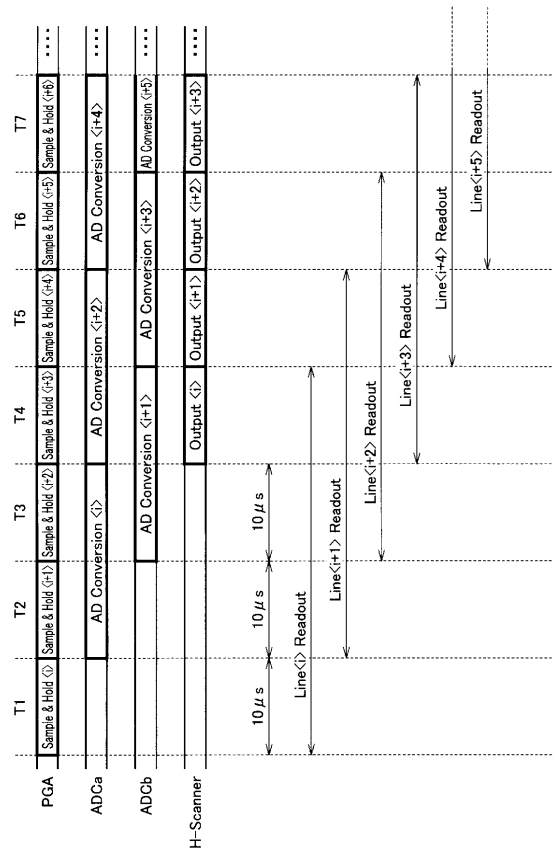 T1 T2 T3 T4 T5 T6 T7
PGA Sample & Hold <i> Sample & Hold <i+1> Sample & Hold <i+2> Sample & Hold <i+3> Sample & Hold <i+4> Sample & Hold <i+5> Sample & Hold <i+6> ....
ADCa AD Conversion <i> AD Conversion <i+2> AD Conversion <i+4> ....
ADCb AD Conversion <i+1> AD Conversion <i+3> AD Conversion <i+5> ....
H-Scanner Output <i> Output <i+1> Output <i+2> Output <i+3> ....
10 μs 10 μs 10 μs
Line<i> Readout
Line<i+1> Readout
Line<i+2> Readout
Line<i+3> Readout
Line<i+4> Readout
Line<i+5> Readout